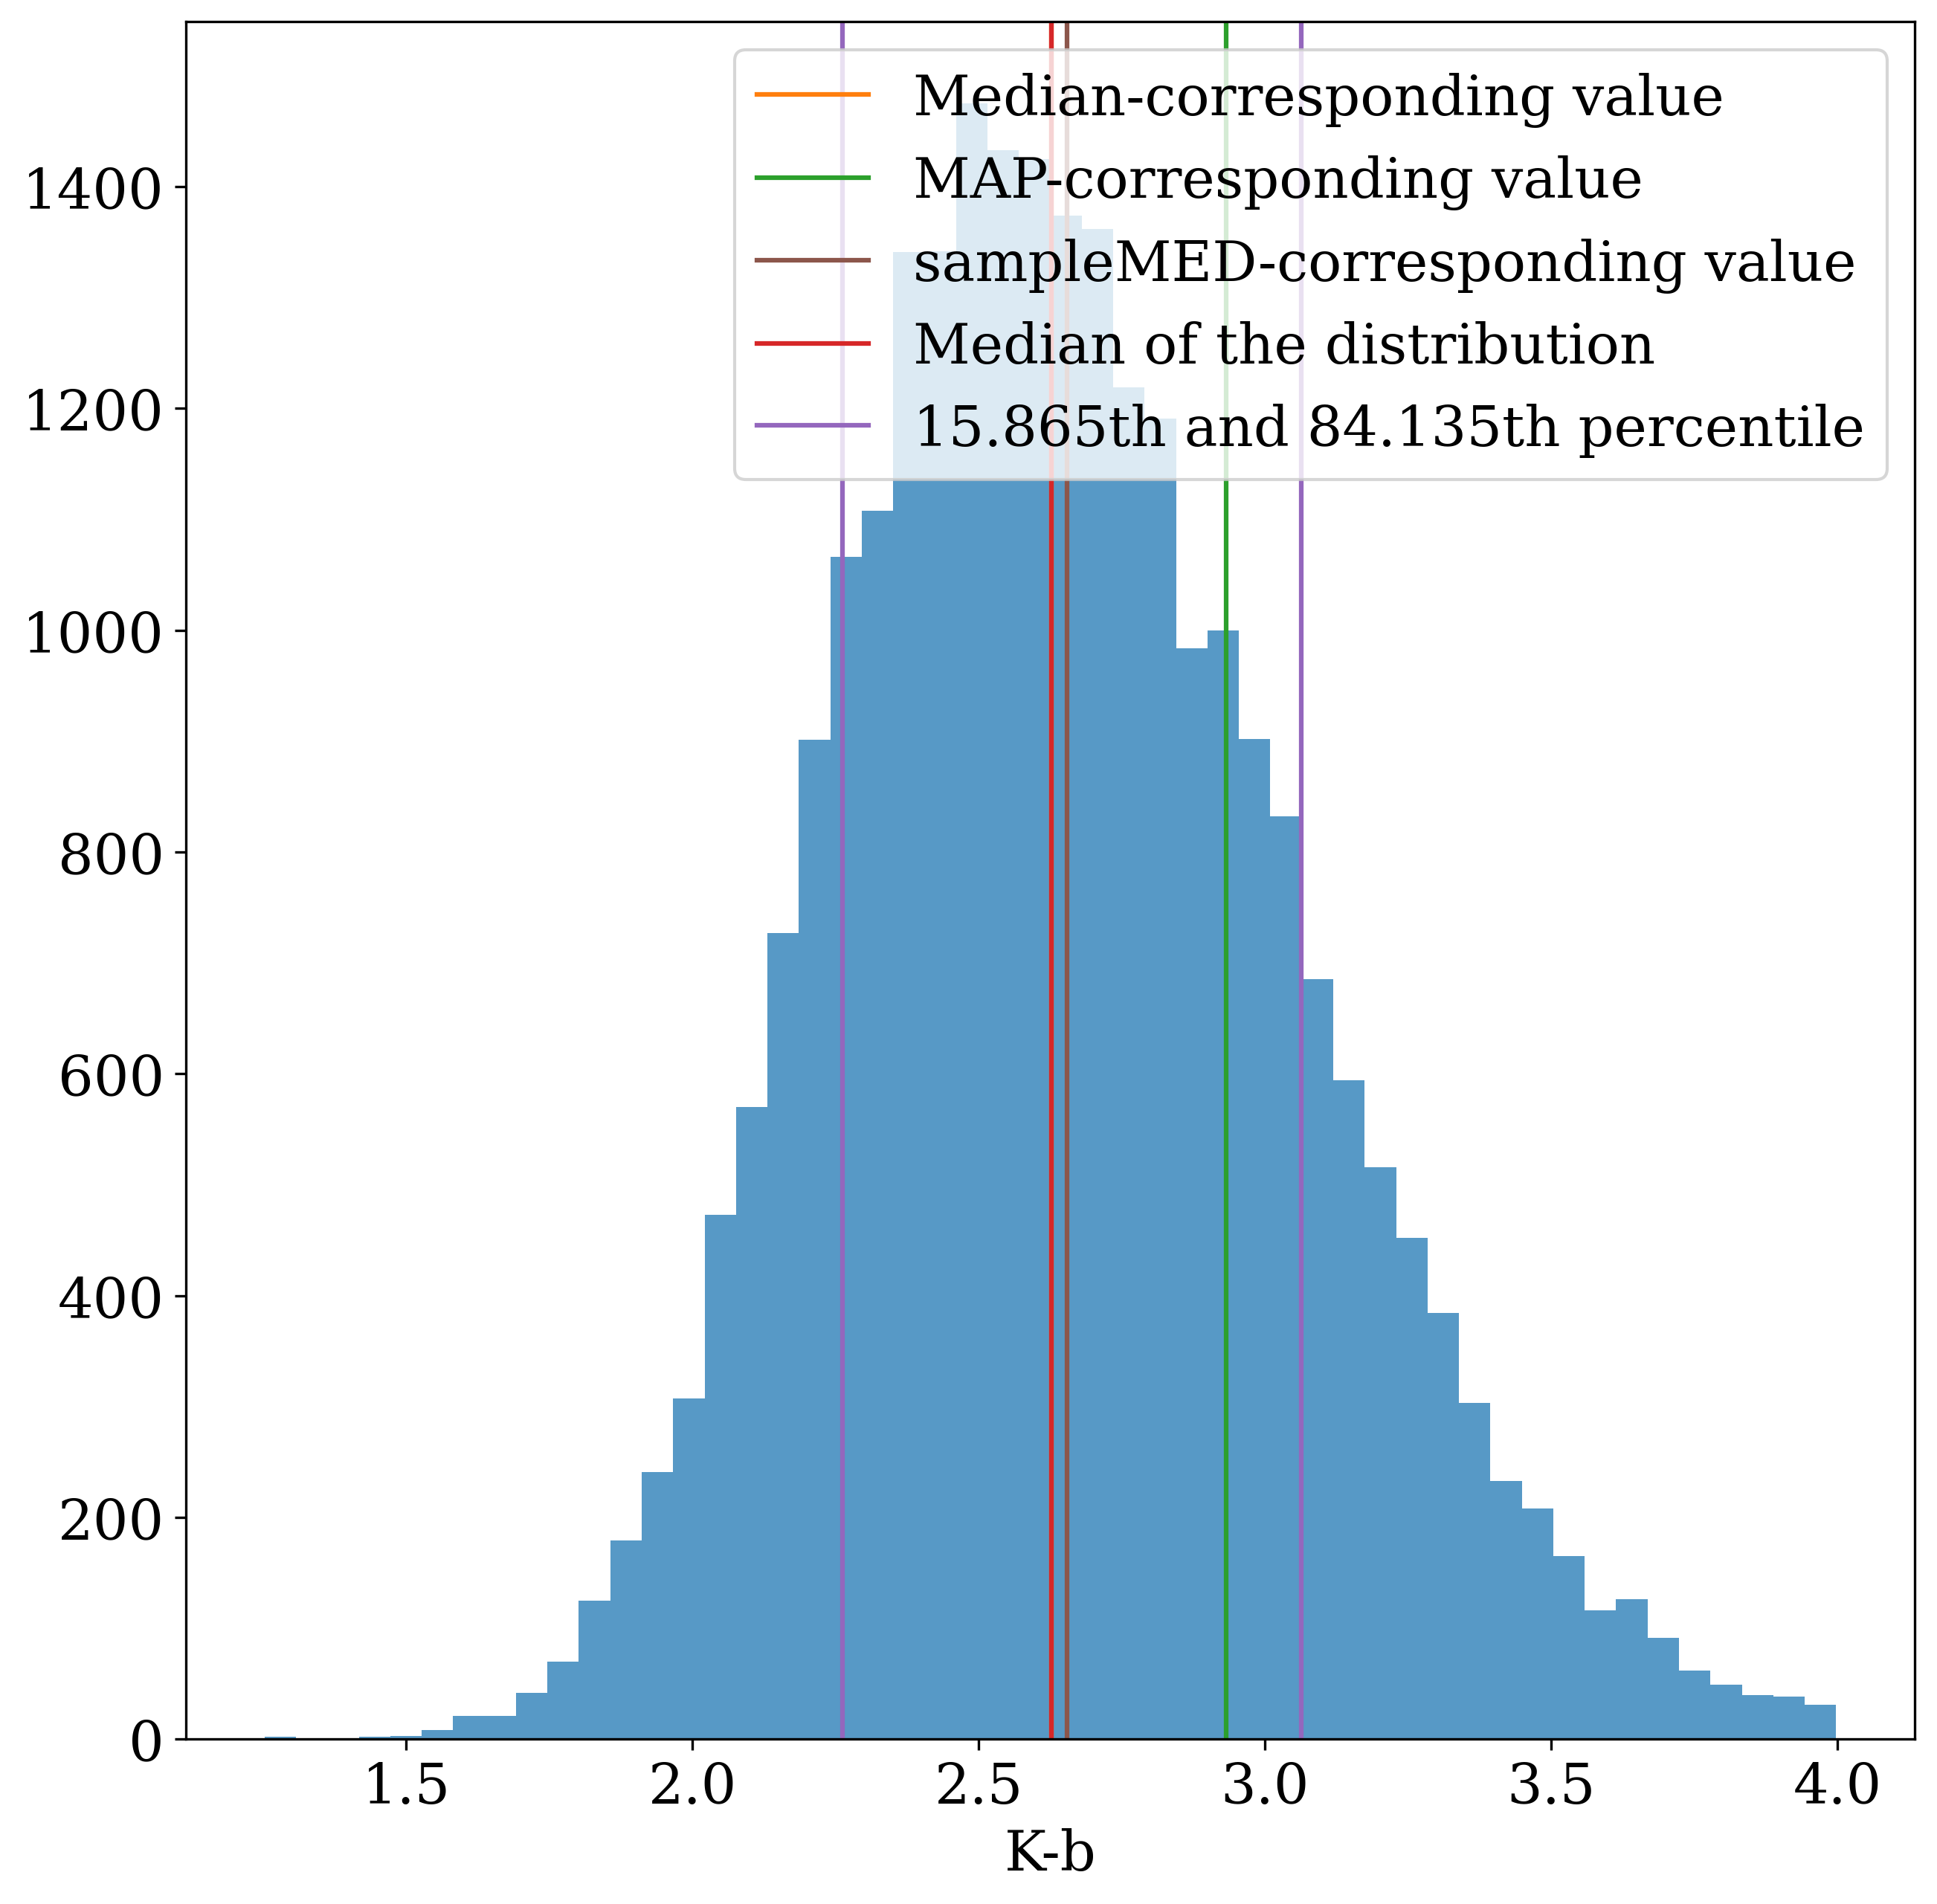 Median-corresponding value
MAP-corresponding value
sampleMED-corresponding value
Median of the distribution
15.865th and 84.135th percentile
1400
1200
1000
800
600
400
200
0
1.5 2.0 2.5 3.0 3.5 4.0
K-b